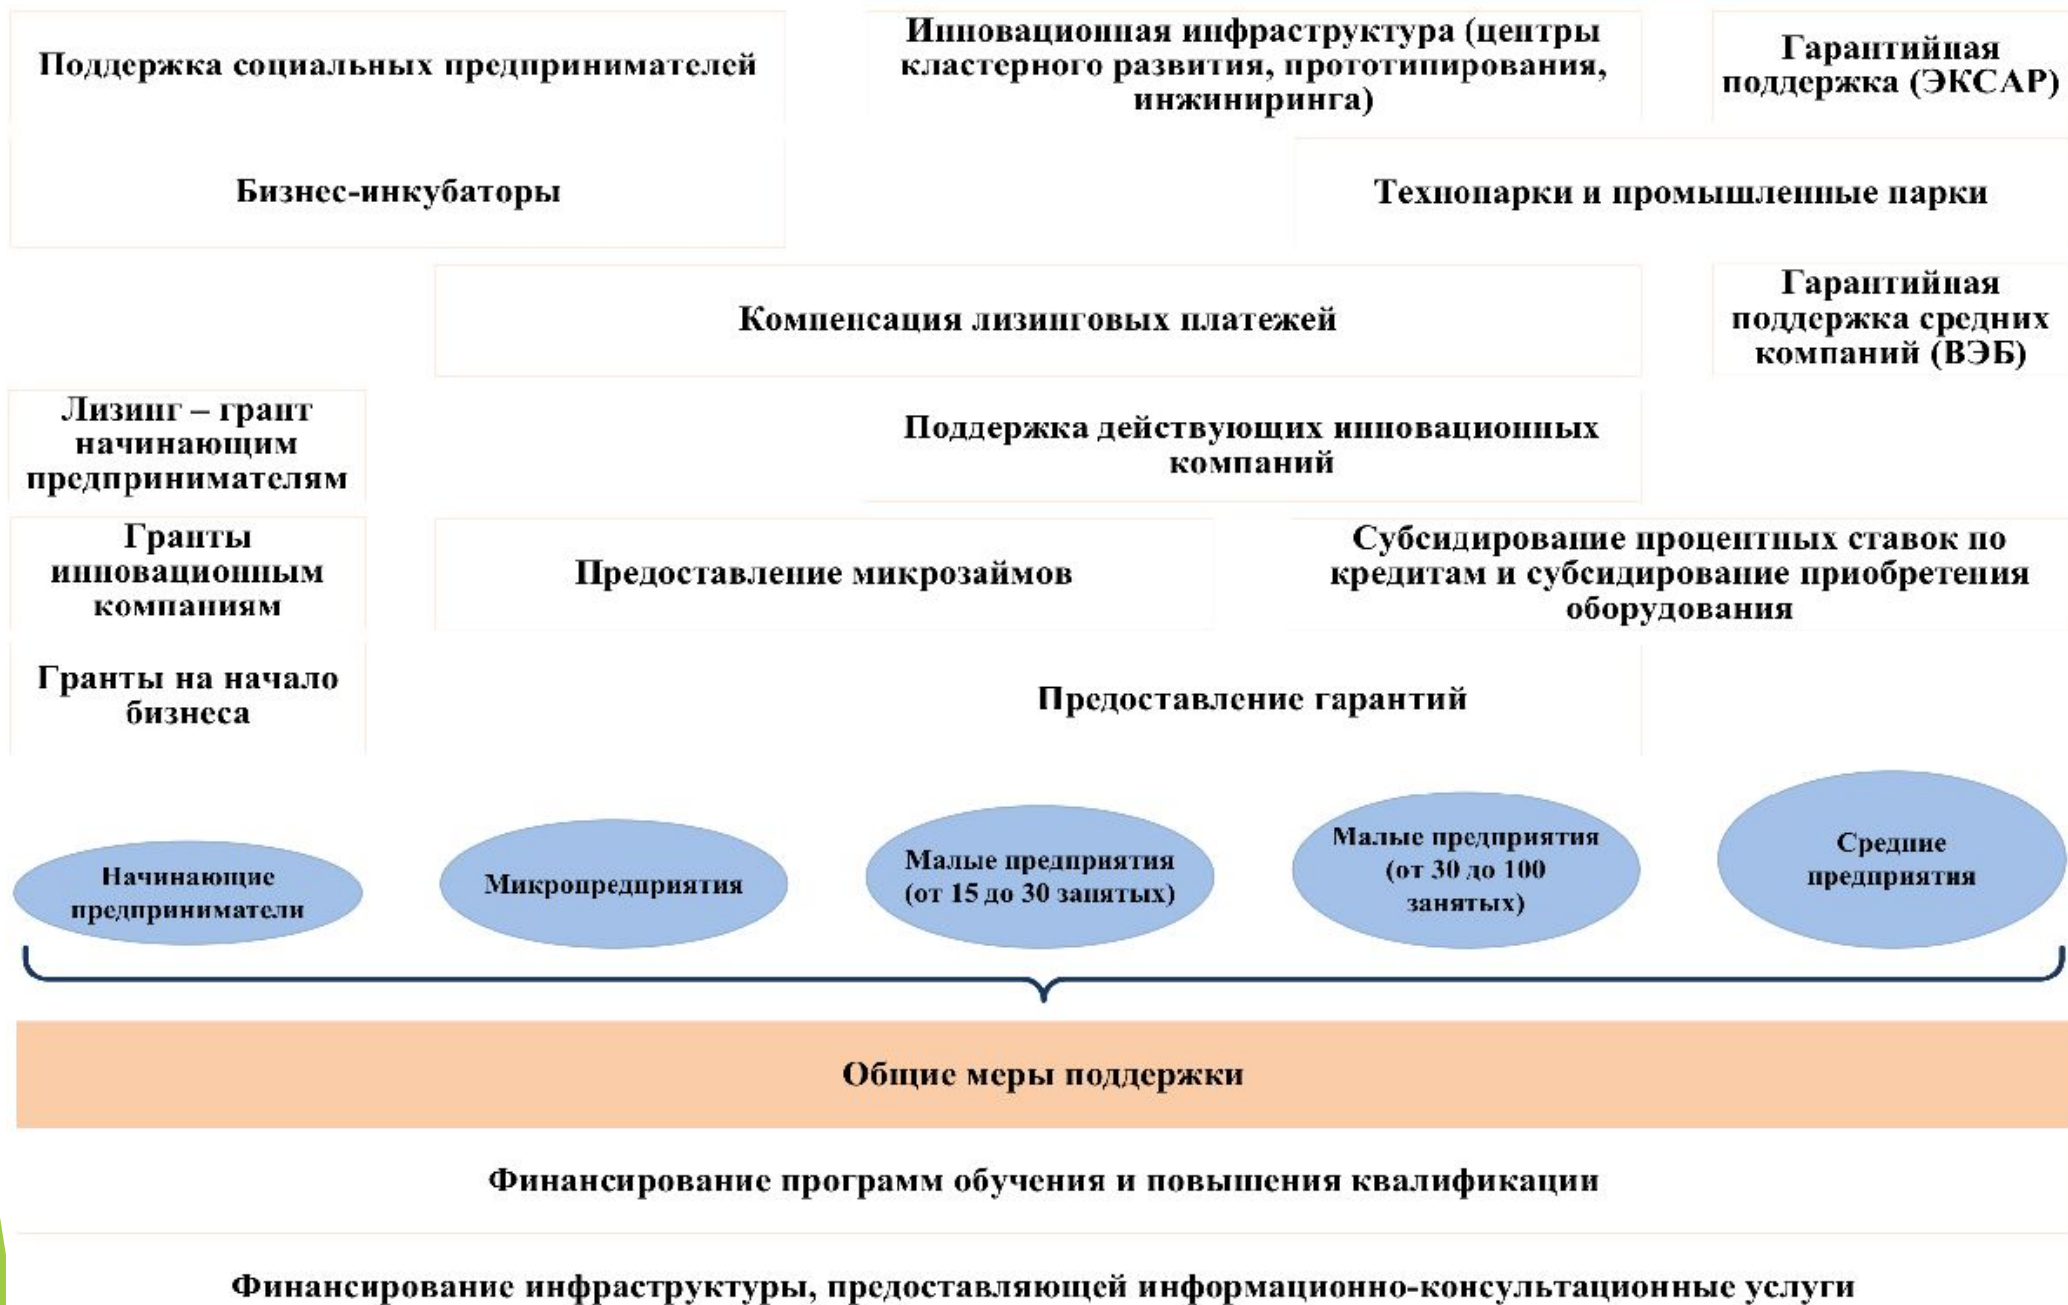 Поддержка социальных предпринимателей
Инновационная инфраструктура (центры
кластерного развития, прототипирования,
инжиниринга)
Гарантийная
поддержка (ЭКСАР)
Бизнес-инкубаторы
Технопарки и промышленные парки
Компенсация лизинговых платежей
Гарантийная
поддержка средних
компаний (ВЭБ)
Лизинг – грант
начинающим
предпринимателям
Поддержка действующих инновационных
компаний
Гранты
инновационным
компаниям
Предоставление микрозаймов
Субсидирование процентных ставок по
кредитам и субсидирование приобретения
оборудования
Гранты на начало
бизнеса
Предоставление гарантий
Начинающие
предприниматели
Микропредприятия
Малые предприятия
(от 15 до 30 занятых)
Малые предприятия
(от 30 до 100
занятых)
Средние
предприятия
Общие меры поддержки
Финансирование программ обучения и повышения квалификации
Финансирование инфраструктуры, предоставляющей информационно-консультационные услуги